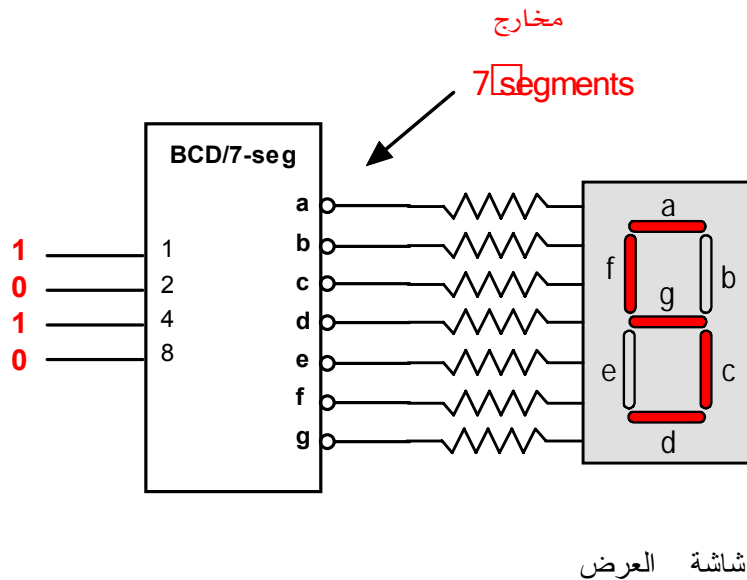 مخارج
7 segments
BCD/7-seg
a
b
c
d
e
f
g
1 1
0 2
1 4
0 8
a
f b
g
e c
d
شاشة العرض